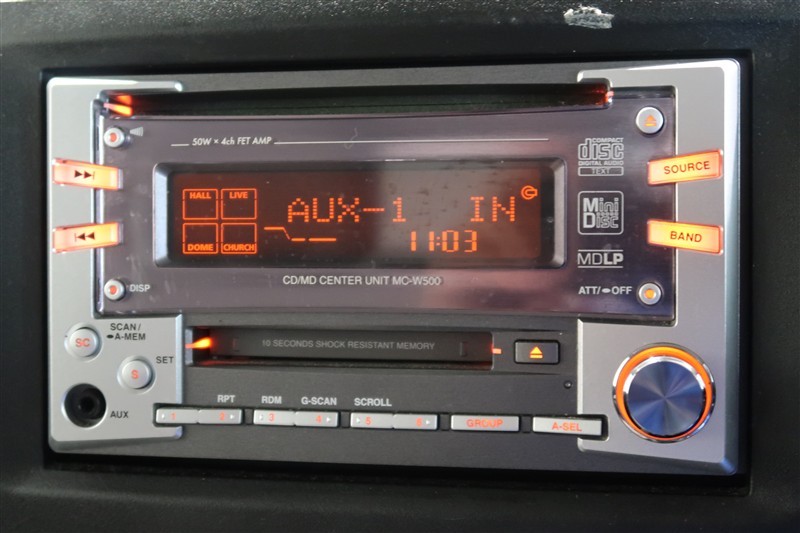 50W × 4ch FET AMP
COMPACT
disc
DIGITAL AUDIO
TEXT
SOURCE
HALL LIVE
AUX-1 IN
Mini
Disc
DOME CHURCH
11:03
BAND
MDLP
CD/MD CENTER UNIT MC-W500
DISP
ATT/ OFF
SCAN/
A-MEM
SC
10 SECONDS SHOCK RESISTANT MEMORY
SET
S
AUX
RPT RDM G-SCAN SCROLL
1 2 3 4 5 6 GROUP A-SEL